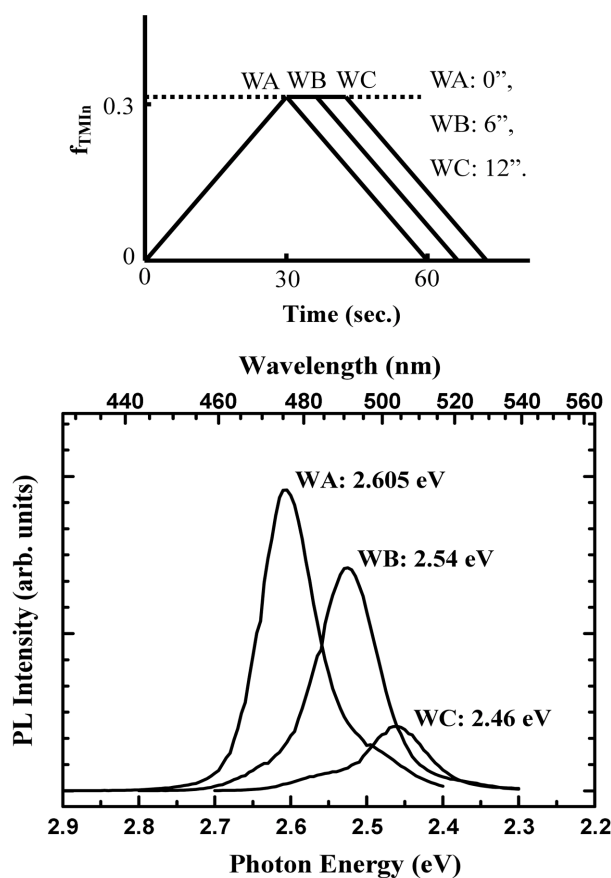 WA WB WC
WA: 0”,
WB: 6”,
WC: 12”.
f_TMIn
0.3
0
0 30 60
Time (sec.)
Wavelength (nm)
440 460 480 500 520 540 560
PL Intensity (arb. units)
WA: 2.605 eV
WB: 2.54 eV
WC: 2.46 eV
2.9 2.8 2.7 2.6 2.5 2.4 2.3 2.2
Photon Energy (eV)